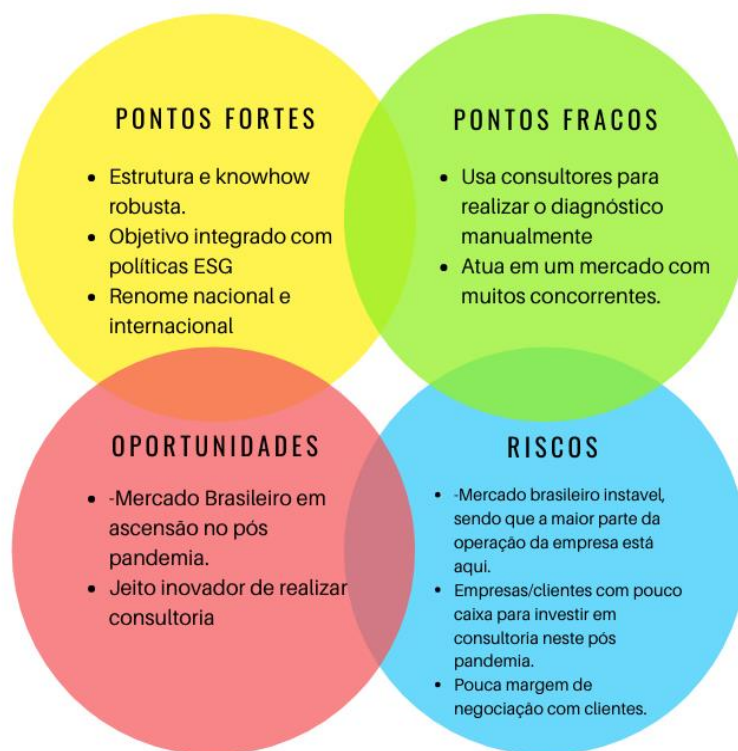 PONTOS FORTES
• Estrutura e knowhow
robusta.
• Objetivo integrado com
políticas ESG
• Renome nacional e
internacional
PONTOS FRACOS
• Usa consultores para
realizar o diagnóstico
manualmente
• Atua em um mercado com
muitos concorrentes.
OPORTUNIDADES
• -Mercado Brasileiro em
ascensão no pós
pandemia.
• Jeito inovador de realizar
consultoria
RISCOS
• -Mercado brasileiro instavel,
sendo que a maior parte da
operação da empresa está
aqui.
• Empresas/clientes com pouco
caixa para investir em
consultoria neste pós
pandemia.
• Pouca margem de
negociação com clientes.